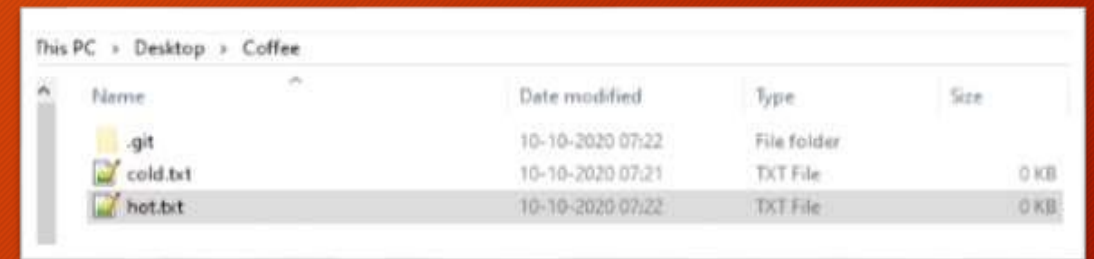 This PC > Desktop > Coffee
Name Date modified Type Size
.git 10-10-2020 07:22 File folder
cold.txt 10-10-2020 07:21 TXT File 0 KB
hot.txt 10-10-2020 07:22 TXT File 0 KB